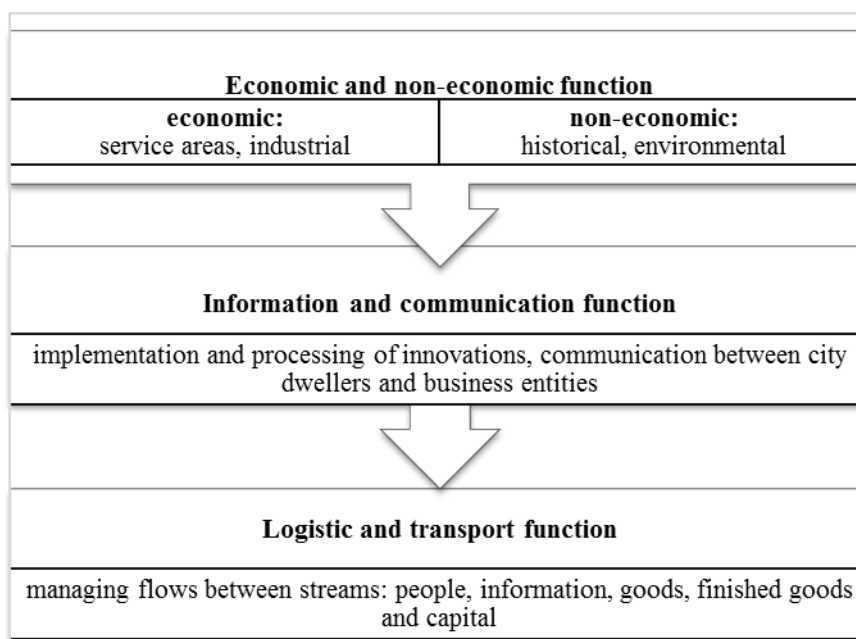 Economic and non-economic function
economic:
service areas, industrial
non-economic:
historical, environmental
Information and communication function
implementation and processing of innovations, communication between city
dwellers and business entities
Logistic and transport function
managing flows between streams: people, information, goods, finished goods
and capital